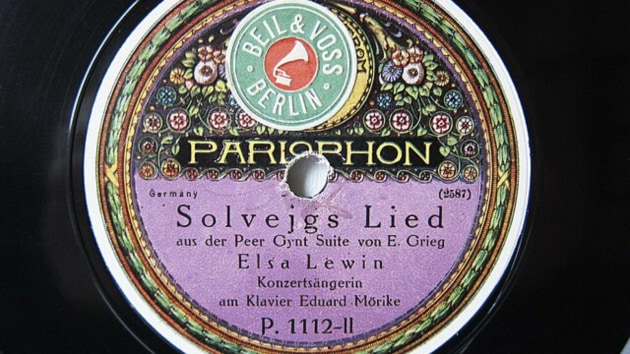 BEIL & VOSS
BERLIN
PARLOPHON
Germany
(2587)
Solvejgs Lied
aus der Peer Gynt Suite von E. Grieg
Elsa Lewin
Konzertsängerin
am Klavier Eduard Mörike
P. 1112-II